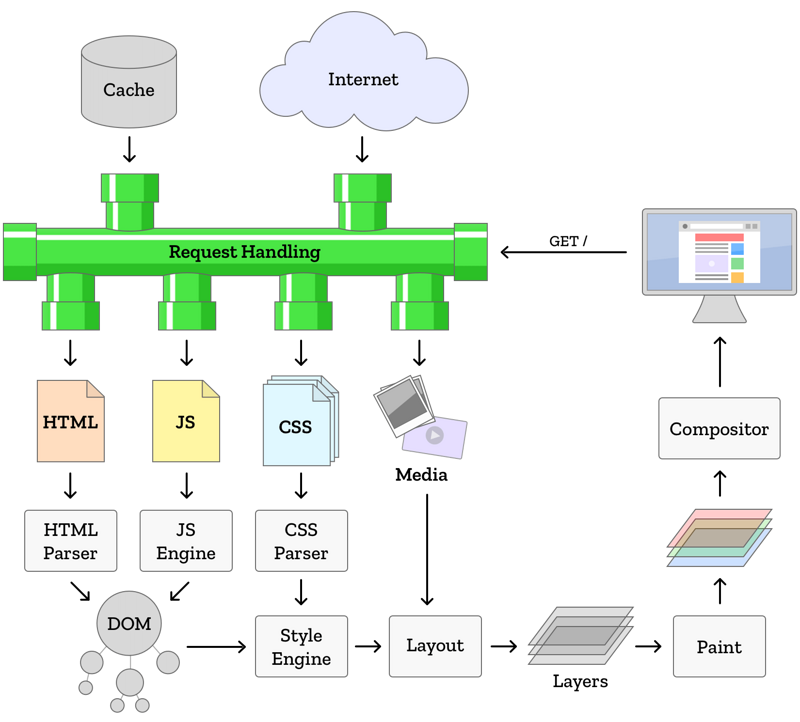 Cache
Internet
Request Handling
GET /
HTML
JS
CSS
Media
Compositor
HTML
Parser
JS
Engine
CSS
Parser
DOM
Style
Engine
Layout
Layers
Paint